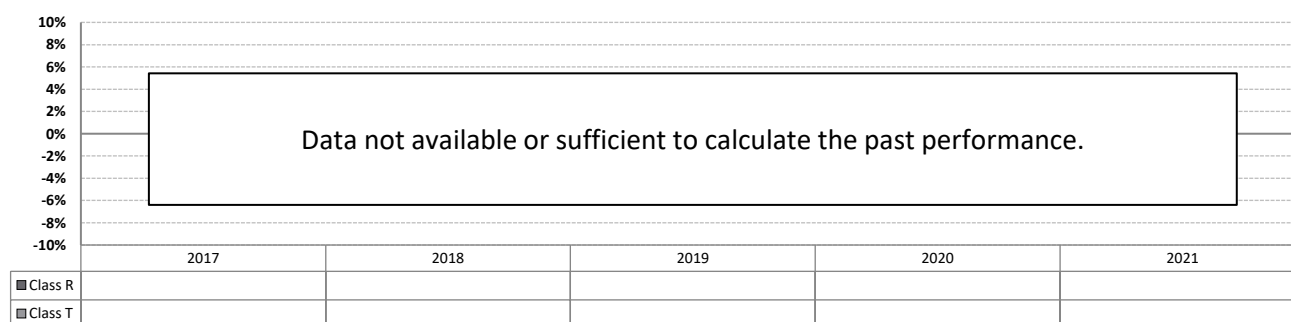 10%
8%
6%
4%
2%
0%
-2%
-4%
-6%
-8%
-10%
Data not available or sufficient to calculate the past performance.
2017 2018 2019 2020 2021
Class R
Class T